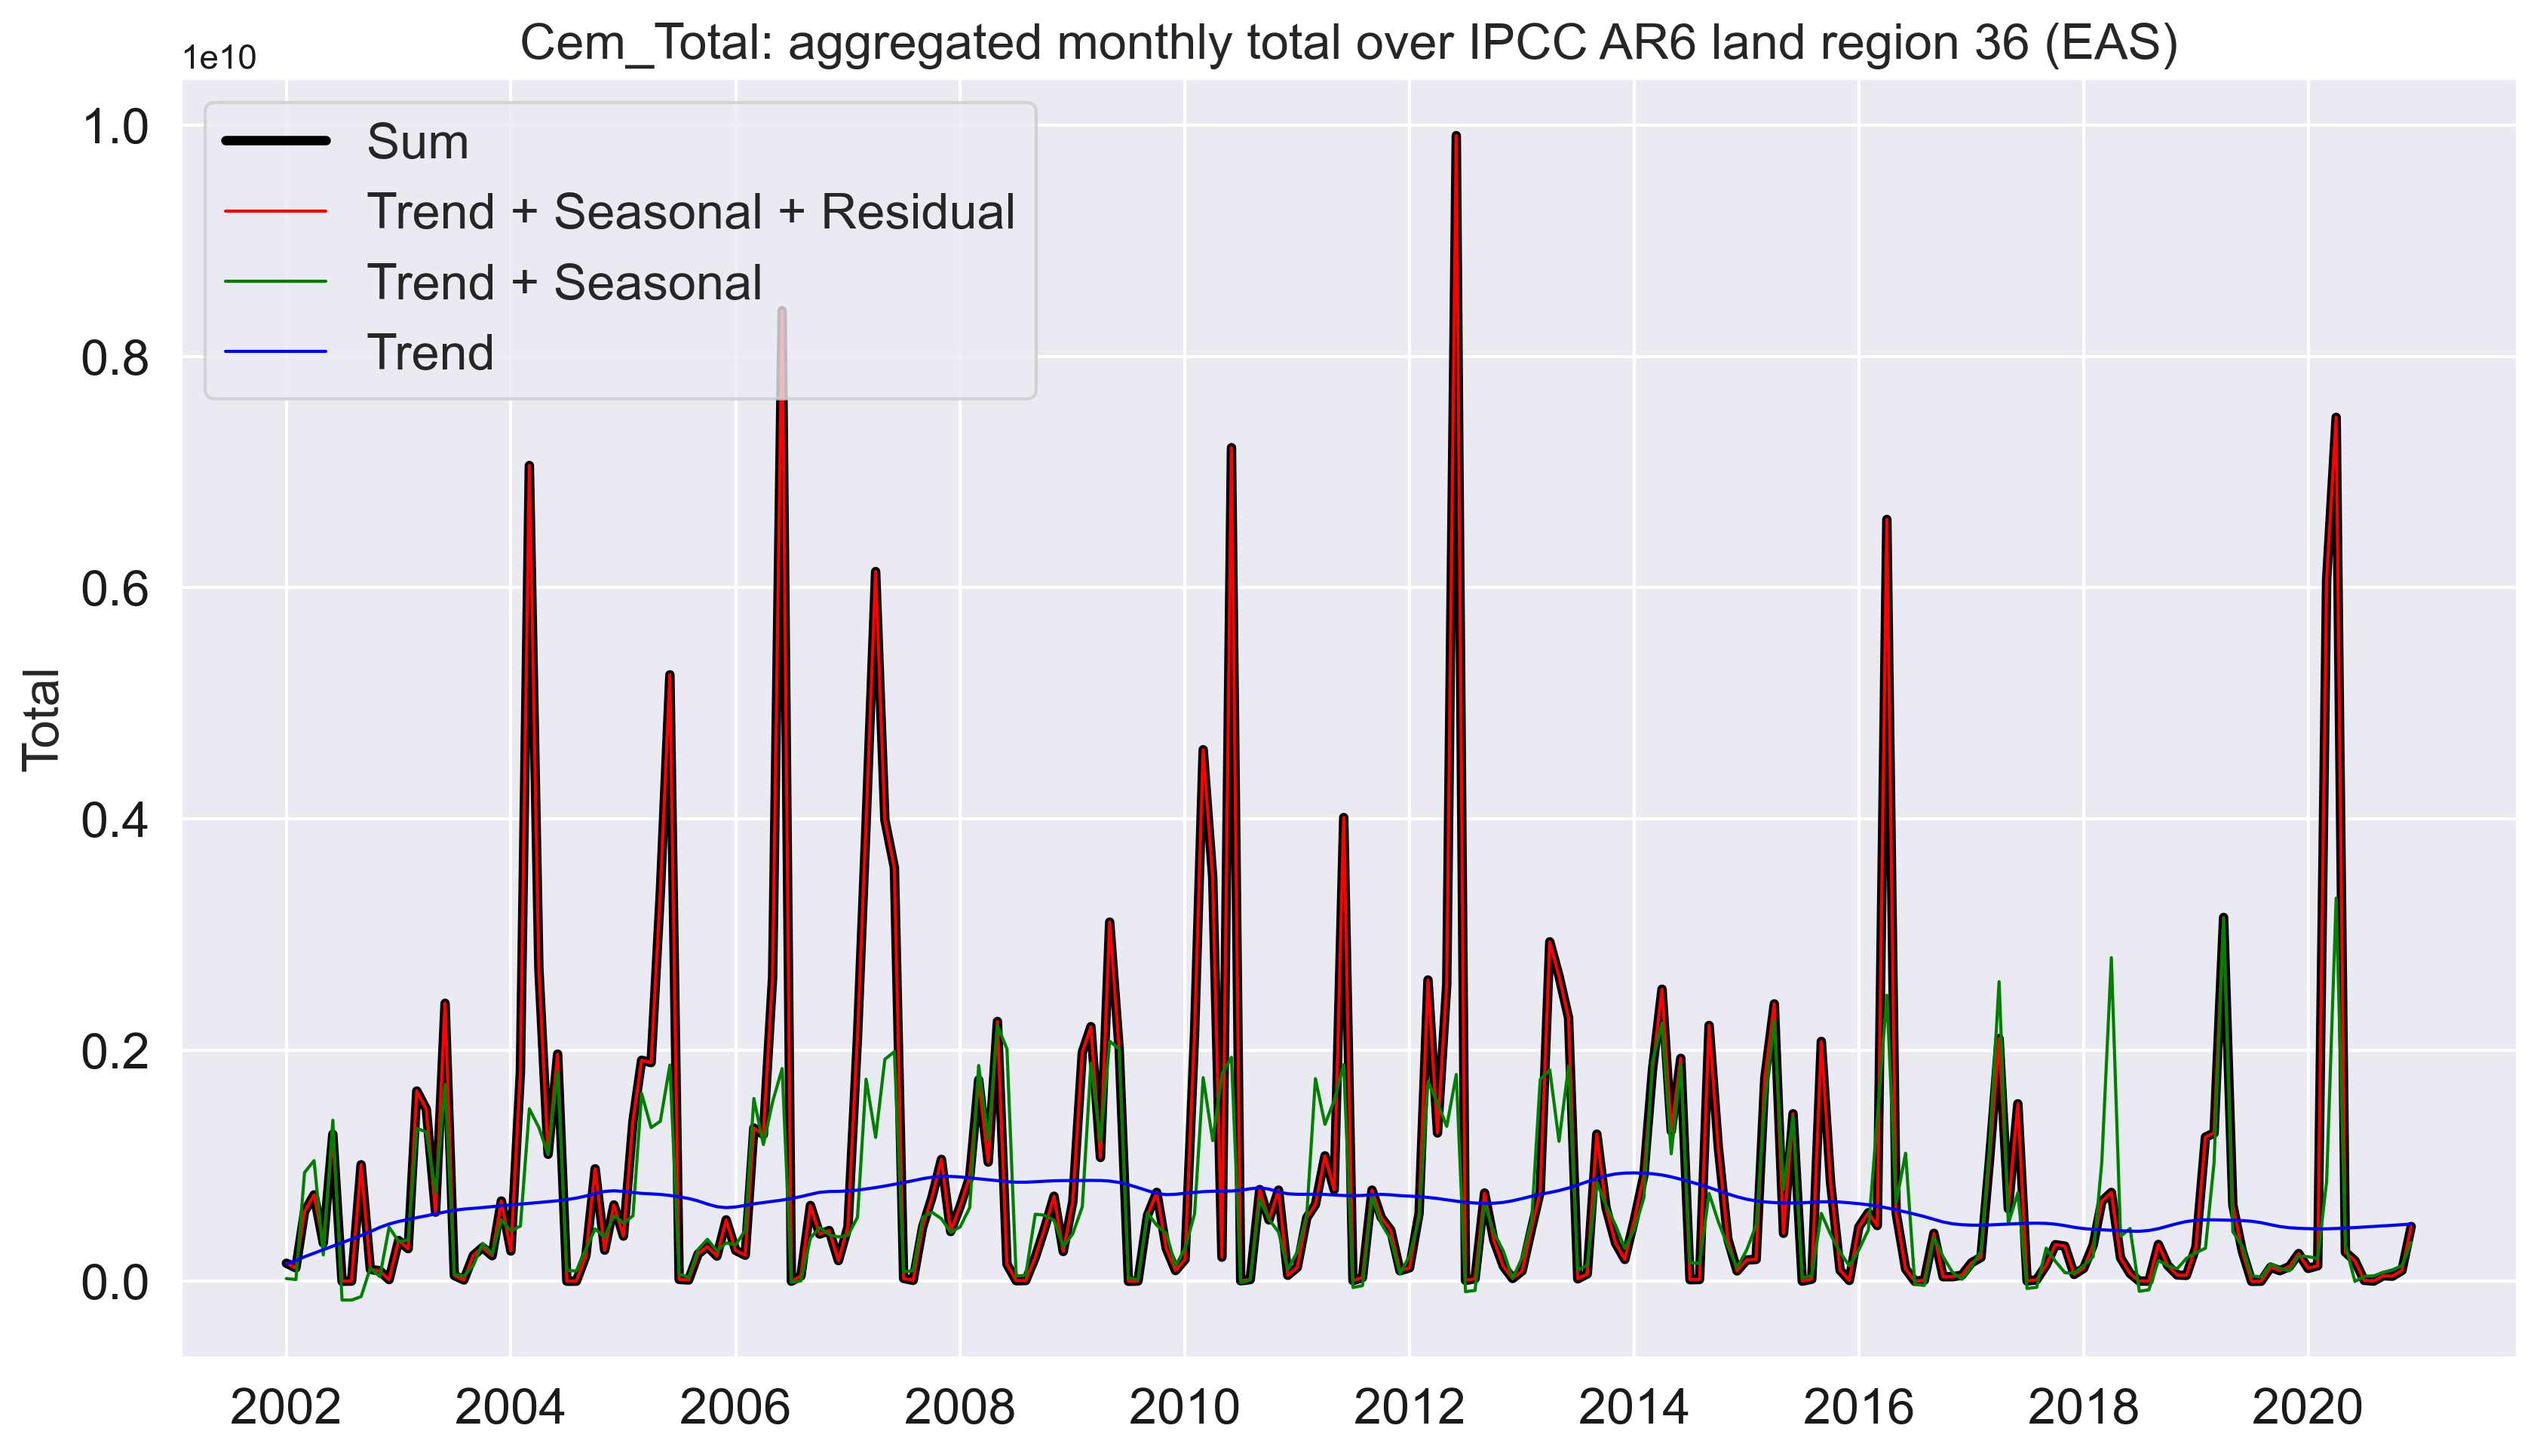 Cem_Total: aggregated monthly total over IPCC AR6 land region 36 (EAS)
1e10
1.0
0.8
0.6
0.4
0.2
0.0
Total
Sum
Trend + Seasonal + Residual
Trend + Seasonal
Trend
2002 2004 2006 2008 2010 2012 2014 2016 2018 2020